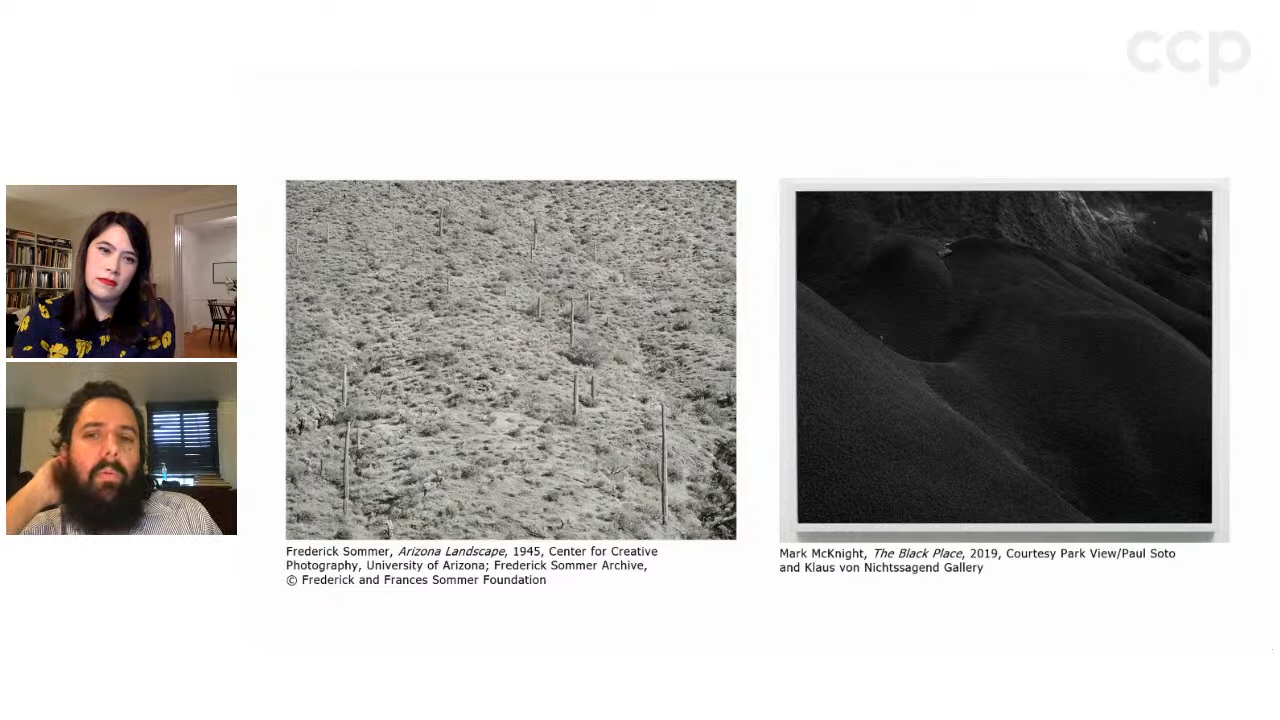 ccp
Frederick Sommer, Arizona Landscape, 1945, Center for Creative
Photography, University of Arizona; Frederick Sommer Archive,
© Frederick and Frances Sommer Foundation
Mark McKnight, The Black Place, 2019, Courtesy Park View/Paul Soto
and Klaus von Nichtssagend Gallery